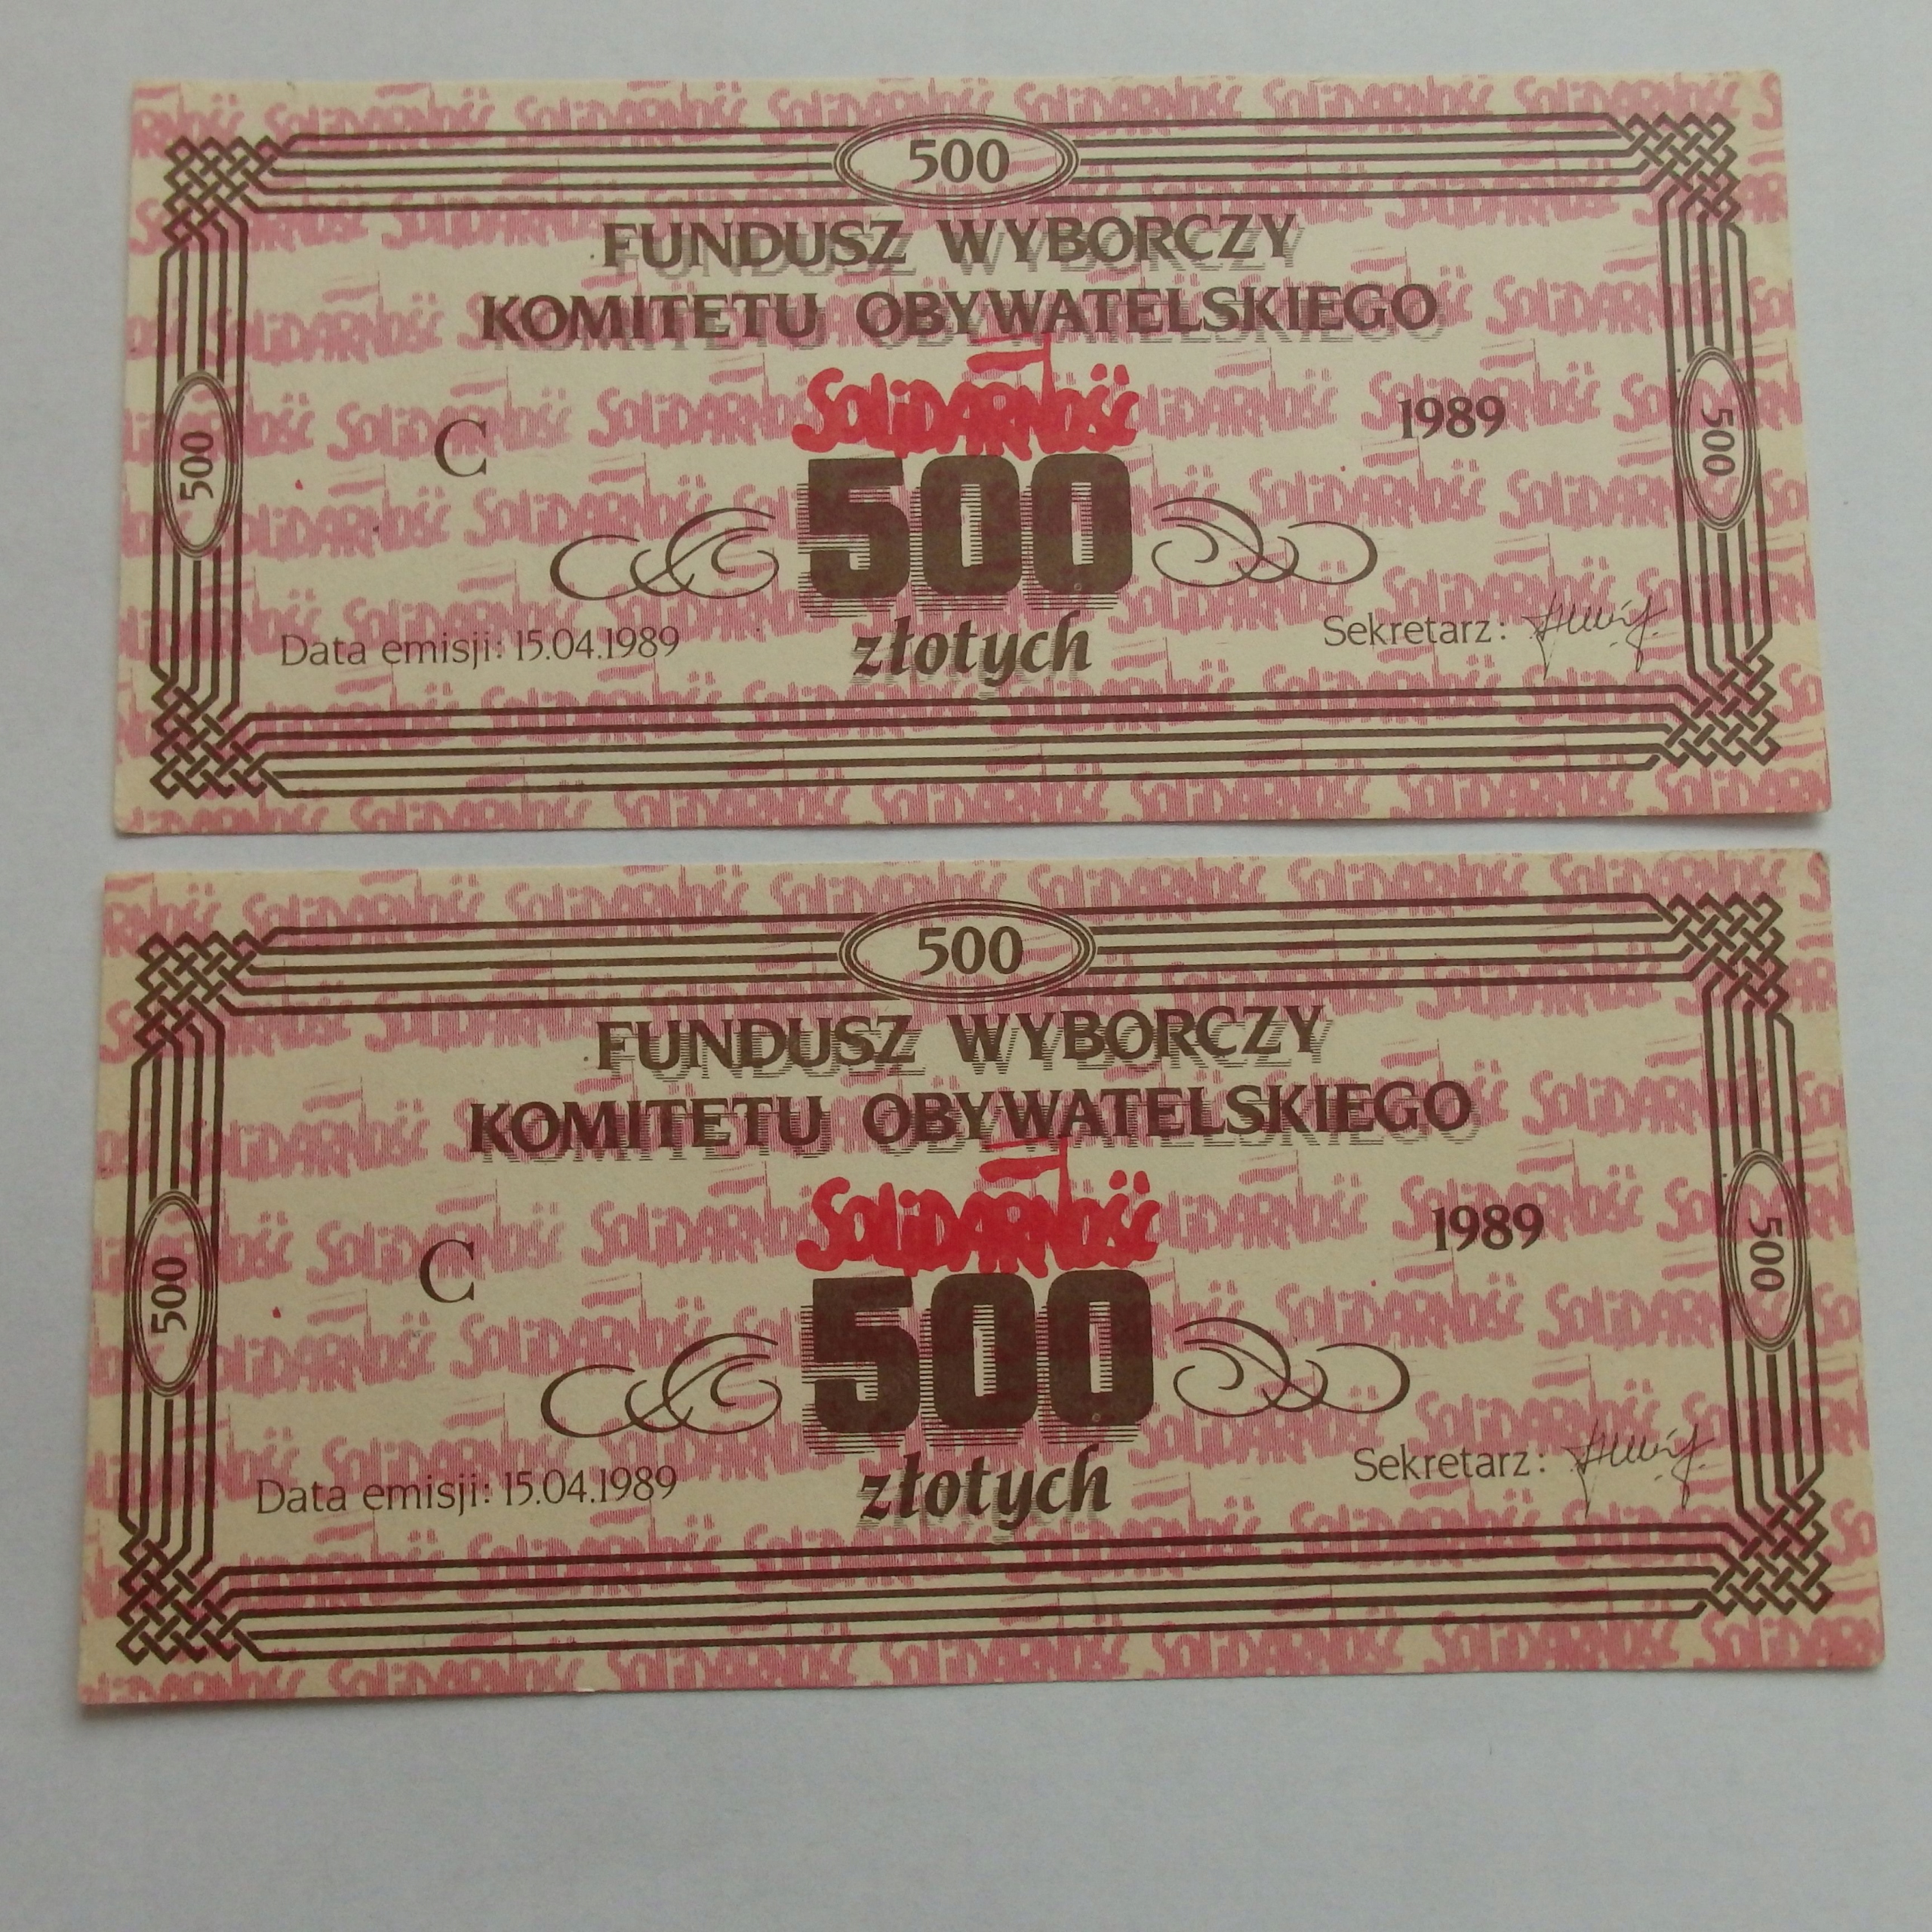 500
FUNDUSZ WYBORCZY
KOMITETU OBYWATELSKIEGO
SOLIDARNOŚĆ
C
1989
500
500
500
złotych
Data emisji: 15.04.1989
Sekretarz:
500
FUNDUSZ WYBORCZY
KOMITETU OBYWATELSKIEGO
SOLIDARNOŚĆ
C
1989
500
500
500
złotych
Data emisji: 15.04.1989
Sekretarz: